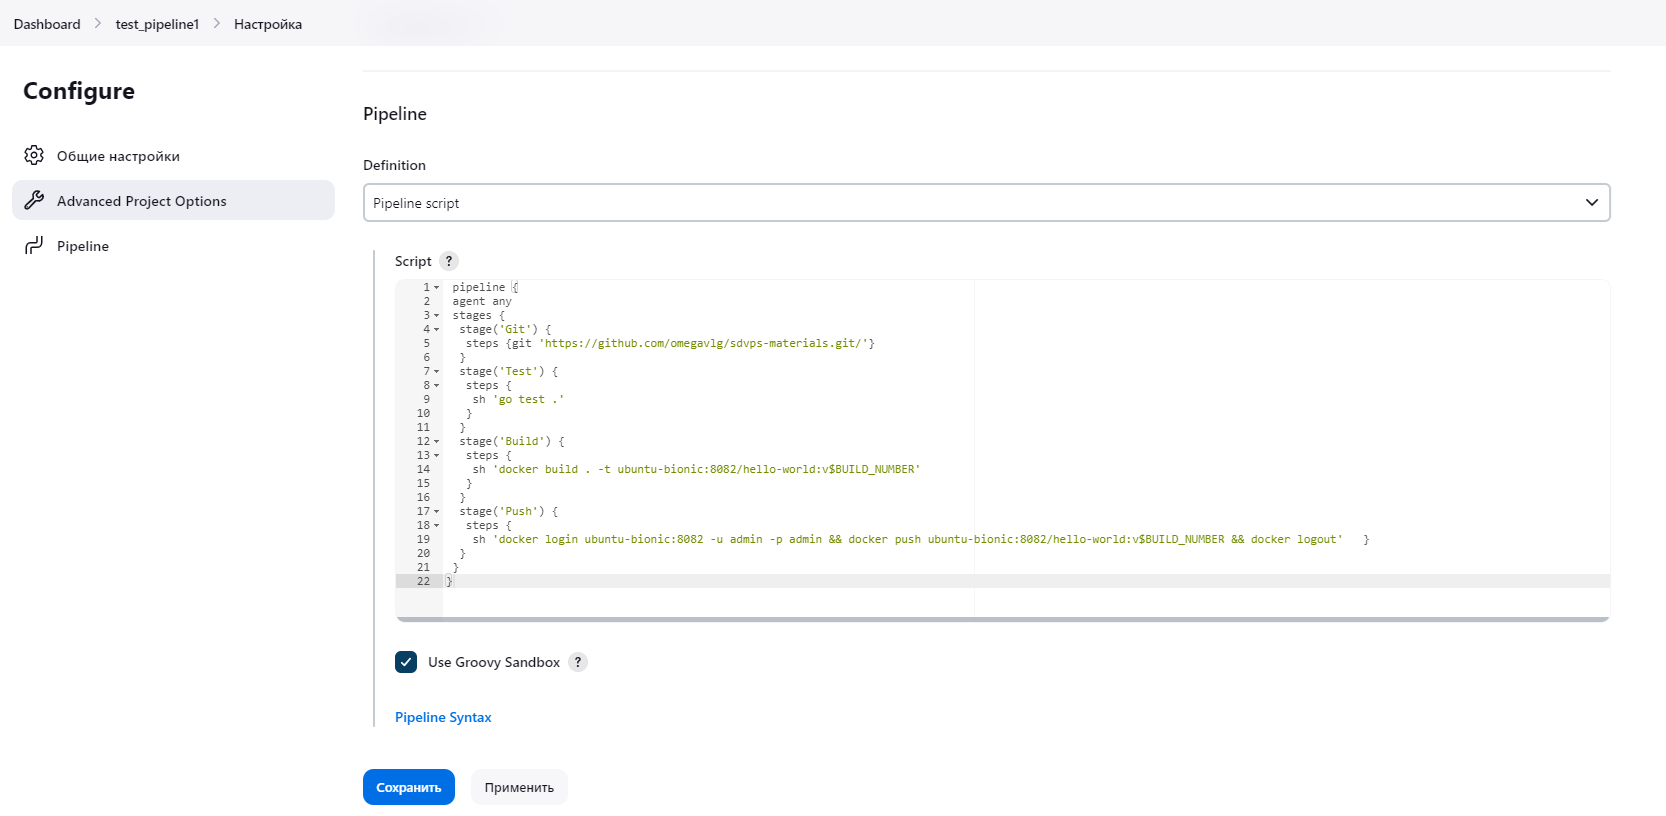 Dashboard > test_pipeline1 > Настройка
Configure
Общие настройки
Advanced Project Options
Pipeline
Pipeline
Definition
Pipeline script
Script ?
1 pipeline {
2 agent any
3 stages {
4 stage('Git') {
5 steps {git 'https://github.com/omegavlg/sdvps-materials.git/'}
6 }
7 stage('Test') {
8 steps {
9 sh 'go test .'
10 }
11 }
12 stage('Build') {
13 steps {
14 sh 'docker build . -t ubuntu-bionic:8082/hello-world:v$BUILD_NUMBER'
15 }
16 }
17 stage('Push') {
18 steps {
19 sh 'docker login ubuntu-bionic:8082 -u admin -p admin && docker push ubuntu-bionic:8082/hello-world:v$BUILD_NUMBER && docker logout' }
20 }
21 }
22 }
Use Groovy Sandbox ?
Pipeline Syntax
Сохранить Применить